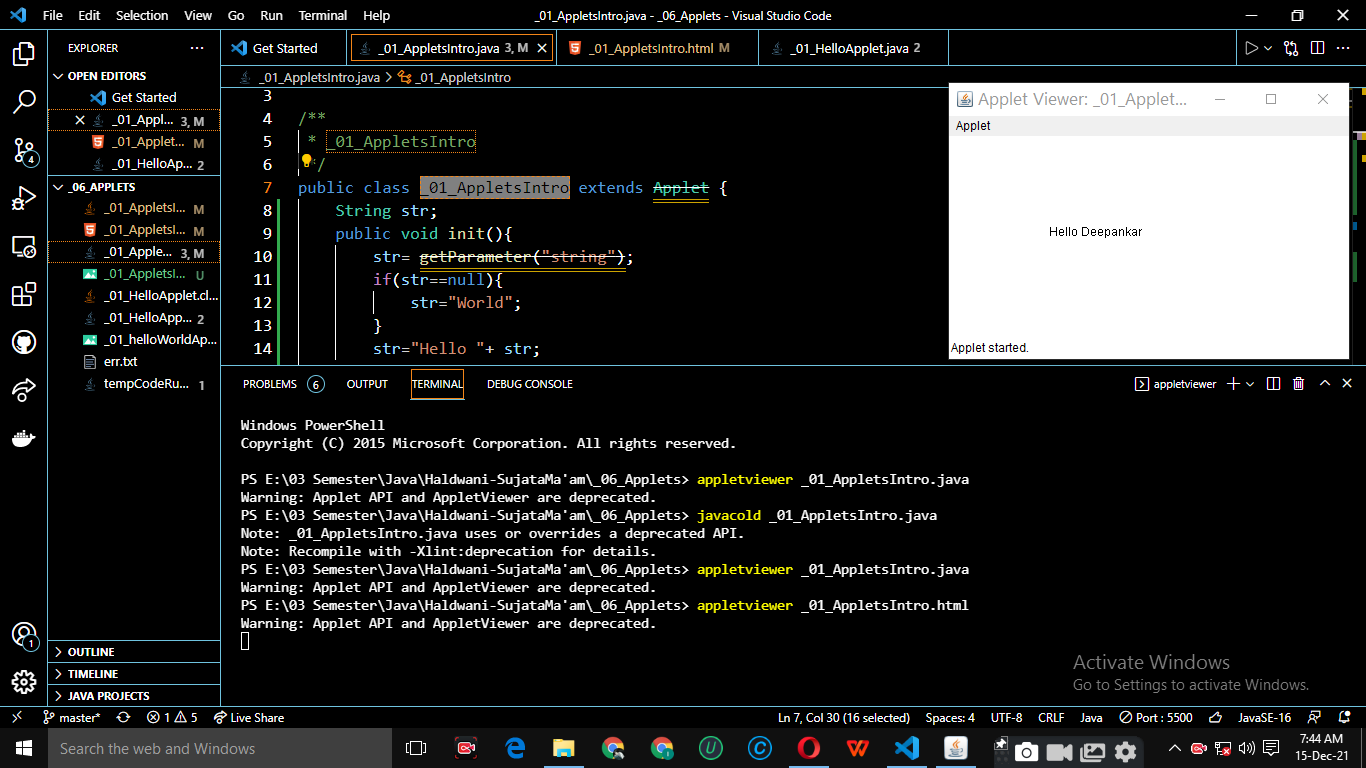 File Edit Selection View Go Run Terminal Help
_01_AppletsIntro.java - _06_Applets - Visual Studio Code
EXPLORER
OPEN EDITORS
Get Started
_01_Appl... 3, M
_01_Applet... M
_01_HelloAp... 2
_06_APPLETS
_01_AppletsI... M
_01_AppletsI... M
_01_Apple... 3, M
_01_AppletsI... U
_01_HelloApplet.cl...
_01_HelloApp... 2
_01_helloWorldAp...
err.txt
tempCodeRu... 1
OUTLINE
TIMELINE
JAVA PROJECTS
4
1
Get Started
_01_AppletsIntro.java 3, M
_01_AppletsIntro.html M
_01_HelloApplet.java 2
_01_AppletsIntro.java > _01_AppletsIntro
3
4 /**
5 * _01_AppletsIntro
6 */
7 public class _01_AppletsIntro extends Applet {
8 String str;
9 public void init(){
10 str= getParameter("string");
11 if(str==null){
12 str="World";
13 }
14 str="Hello "+ str;
Applet Viewer: _01_Applet...
Applet
Hello Deepankar
Applet started.
PROBLEMS 6 OUTPUT TERMINAL DEBUG CONSOLE
appletviewer
Windows PowerShell
Copyright (C) 2015 Microsoft Corporation. All rights reserved.
PS E:\03 Semester\Java\Haldwani-SujataMa'am\_06_Applets> appletviewer _01_AppletsIntro.java
Warning: Applet API and AppletViewer are deprecated.
PS E:\03 Semester\Java\Haldwani-SujataMa'am\_06_Applets> javacold _01_AppletsIntro.java
Note: _01_AppletsIntro.java uses or overrides a deprecated API.
Note: Recompile with -Xlint:deprecation for details.
PS E:\03 Semester\Java\Haldwani-SujataMa'am\_06_Applets> appletviewer _01_AppletsIntro.java
Warning: Applet API and AppletViewer are deprecated.
PS E:\03 Semester\Java\Haldwani-SujataMa'am\_06_Applets> appletviewer _01_AppletsIntro.html
Warning: Applet API and AppletViewer are deprecated.
Activate Windows
Go to Settings to activate Windows.
master* 1 5 Live Share
Ln 7, Col 30 (16 selected) Spaces: 4 UTF-8 CRLF Java Port : 5500 JavaSE-16
Search the web and Windows
7:44 AM
15-Dec-21